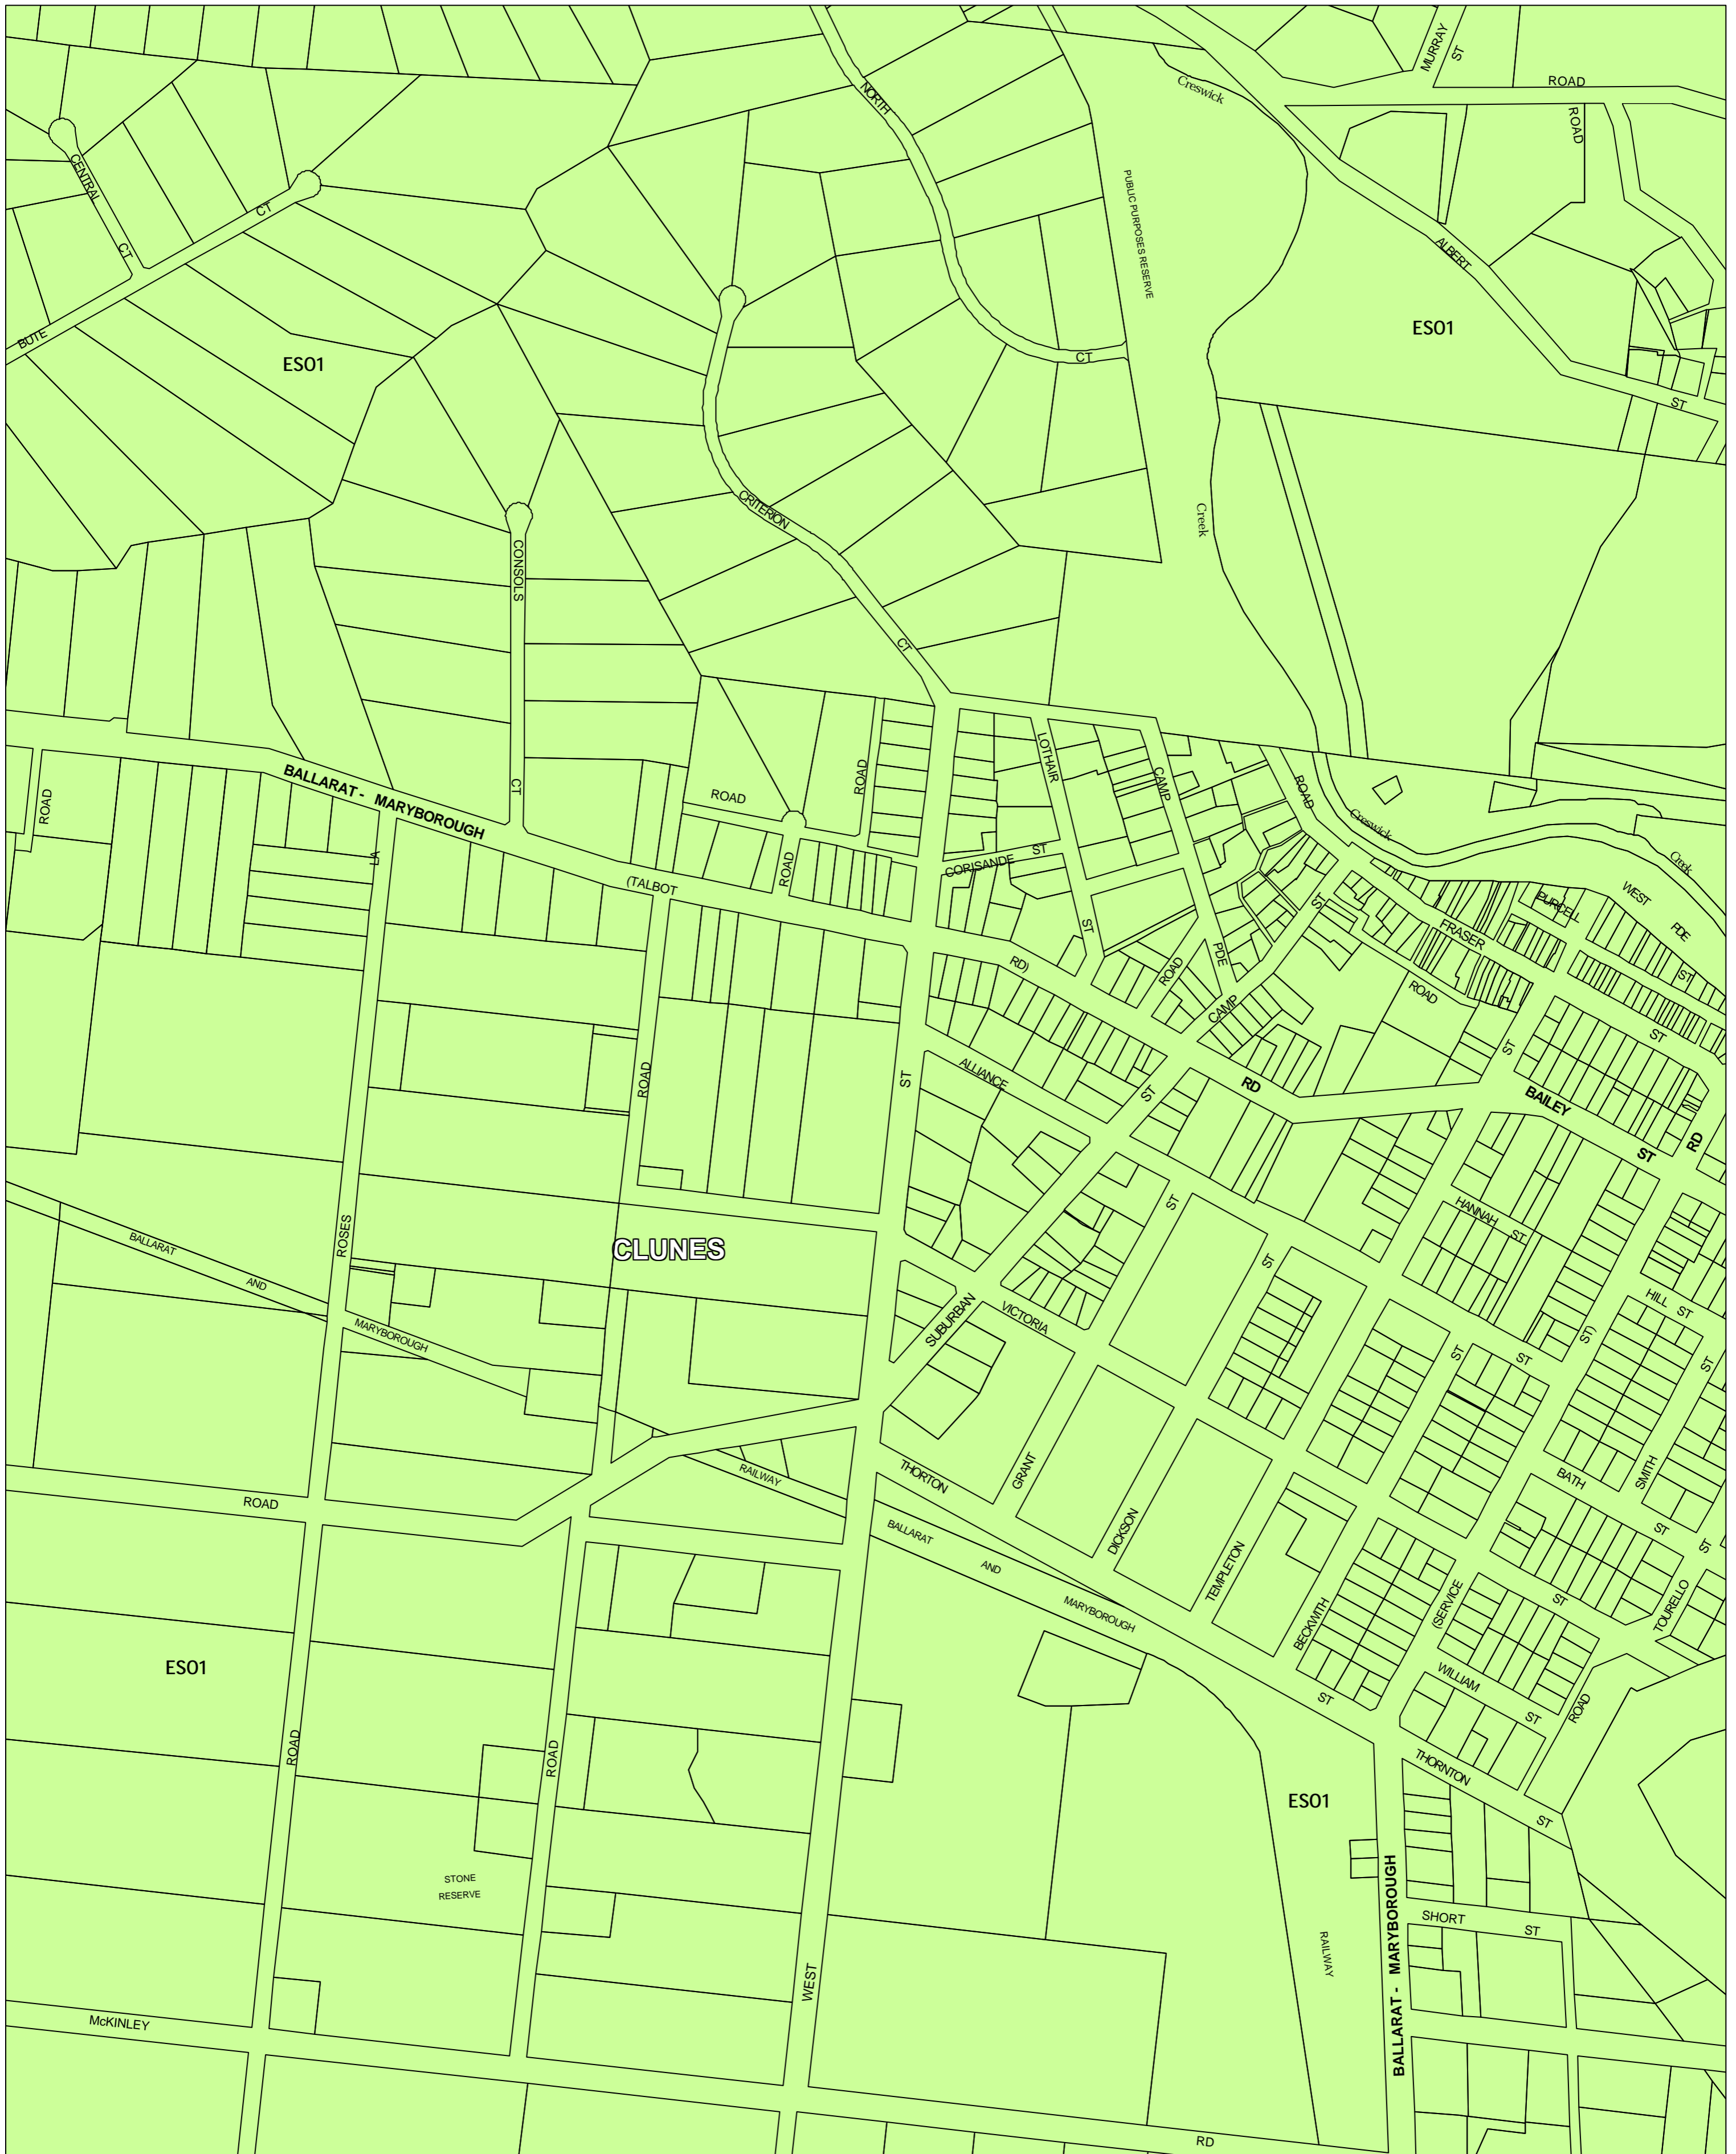 MURRAY
ST
ROAD
ROAD
Creswick
NORTH
CENTRAL
CT
CT
BUTE
PUBLIC PURPOSES RESERVE
ALBERT
ES01
ES01
CT
ST
CRITERION
CT
Creek
CONSOLS
CT
ROAD
BALLARAT - MARYBOROUGH
LA
(TALBOT
ROAD
ROAD
ROAD
LOTHAIR
CAMP
ROAD
Creswick
Creek
CORISANDE
ST
ST
RD)
ROAD
PDE
CAMP
ST
FRASER
PURCELL
WEST
PDE
ST
ROAD
ST
ST
ROAD
ST
ALLIANCE
ST
RD
BAILEY
ST
RD
ROSES
CLUNES
BALLARAT
AND
MARYBOROUGH
SUBURBAN
VICTORIA
ST
ST
HANNAH
ST
HILL ST
ST)
ST
ST
ST
RAILWAY
THORTON
GRANT
DICKSON
TEMPLETON
BECKWITH
(SERVICE
BATH
ST
SMITH
ST
TOURELLO
ST
ROAD
BALLARAT
AND
MARYBOROUGH
ES01
ROAD
ROAD
ST
WILLIAM
ST
ROAD
THORNTON
ST
ES01
STONE
RESERVE
WEST
RAILWAY
BALLARAT - MARYBOROUGH
SHORT
ST
McKINLEY
RD